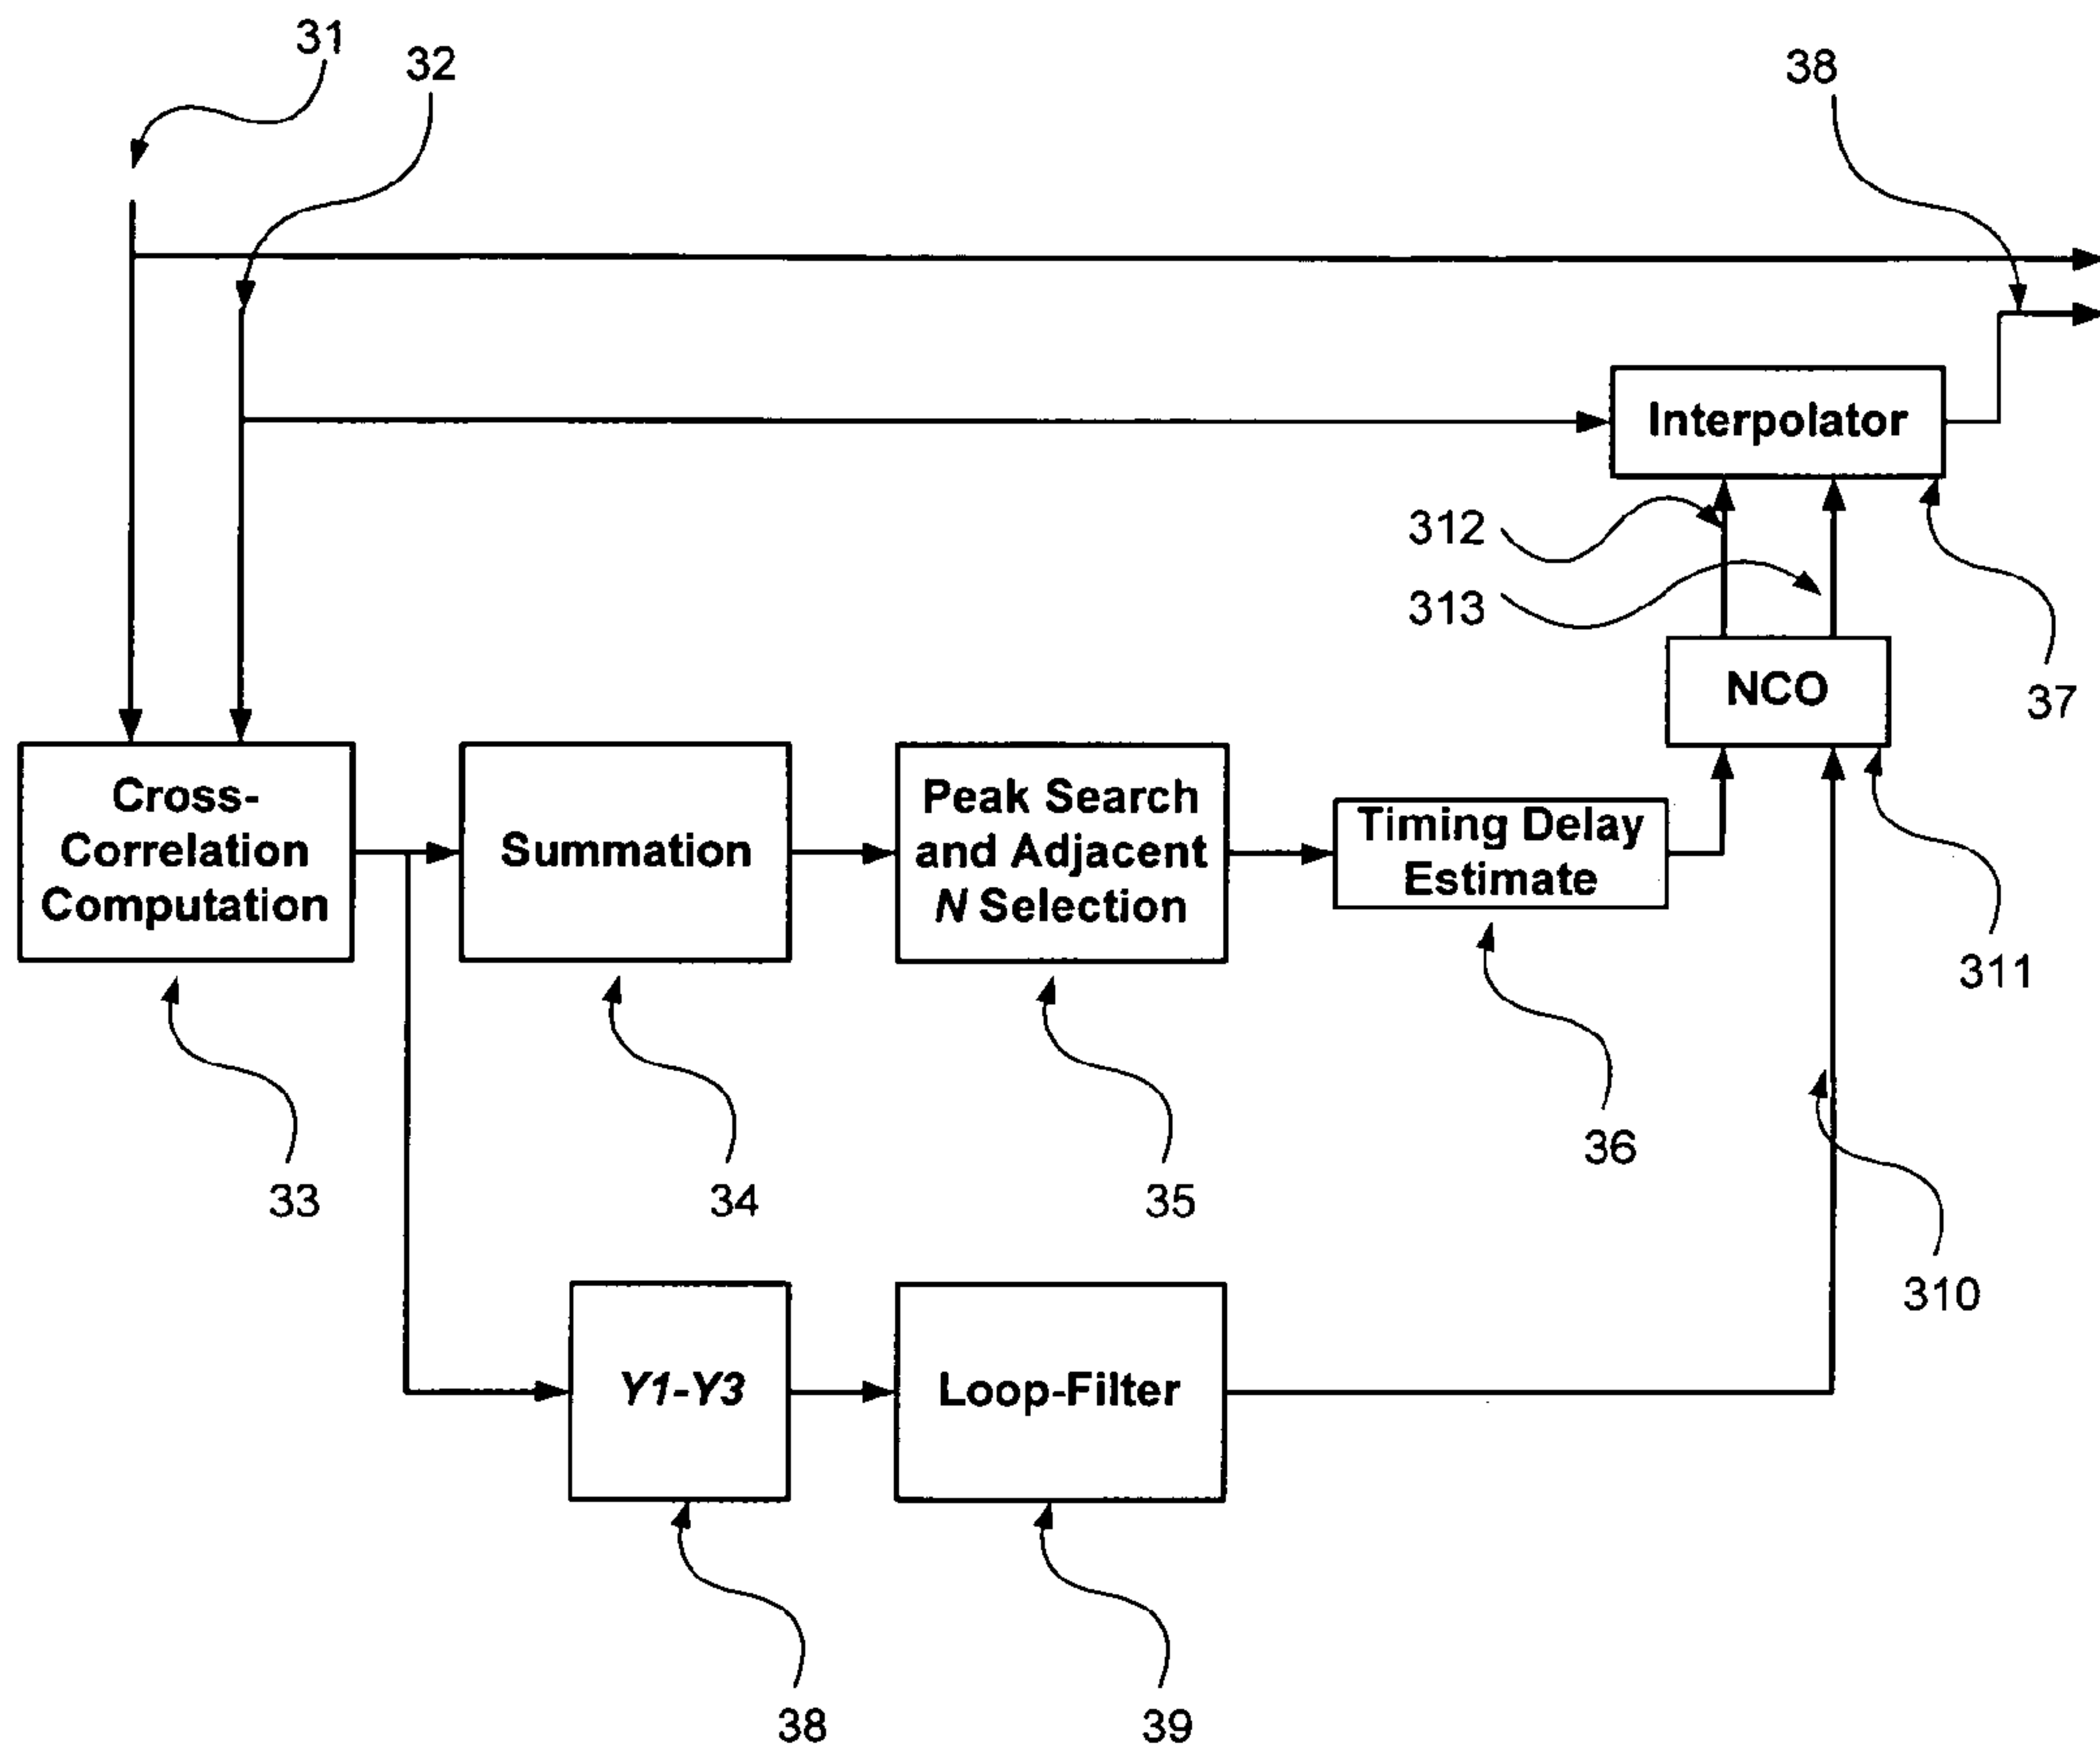 31
32
38
Interpolator
312
313
NCO
37
Cross-
Correlation
Computation
Summation
Peak Search
and Adjacent
N Selection
Timing Delay
Estimate
311
36
33
34
35
310
Y1-Y3
Loop-Filter
38
39